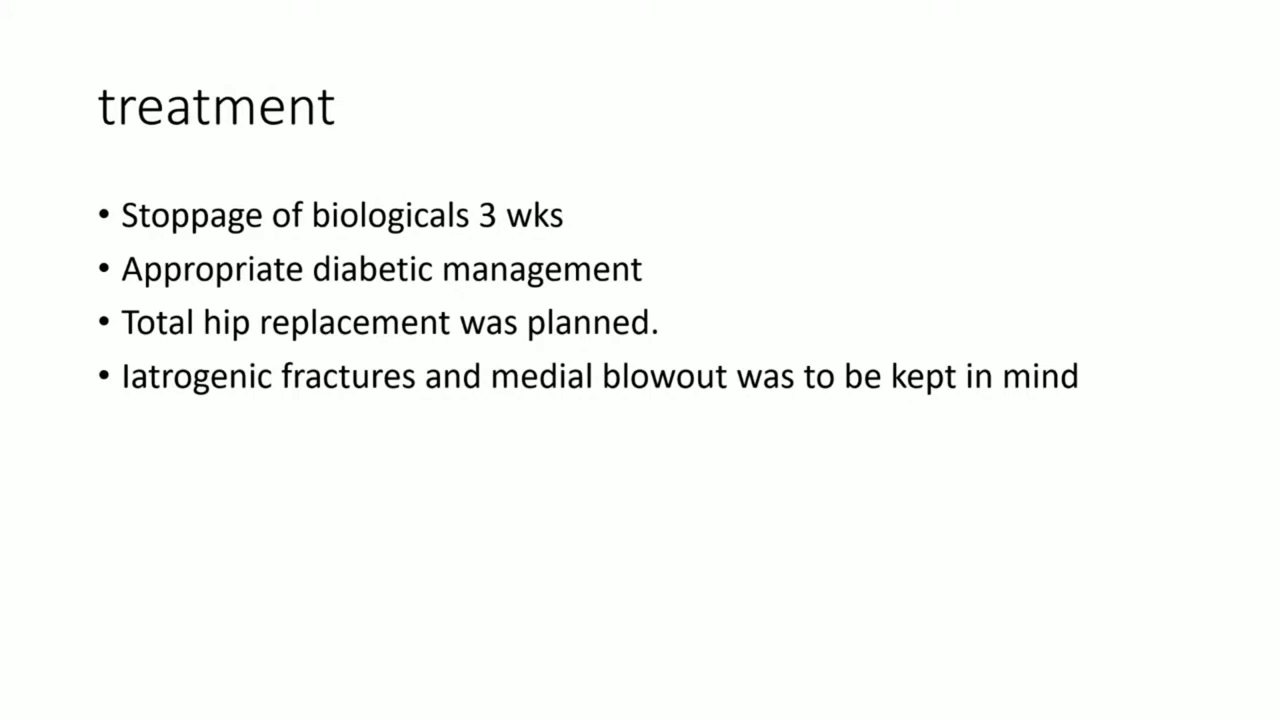 treatment
• Stoppage of biologicals 3 wks
• Appropriate diabetic management
• Total hip replacement was planned.
• Iatrogenic fractures and medial blowout was to be kept in mind